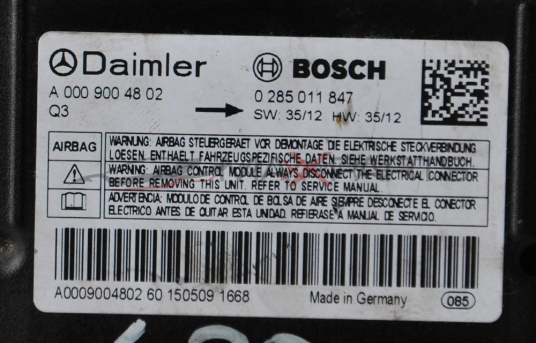 Daimler BOSCH
A 000 900 48 02 0 285 011 847
Q3 SW: 35/12 HW: 35/12
AIRBAG
WARNUNG: AIRBAG STEUERGERAET VOR DEMONTAGE DIE ELEKTRISCHE STECKVERBINDUNG
LOESEN. ENTHAELT FAHRZEUGSPEZIFISCHE DATEN. SIEHE WERKSTATTHANDBUCH.
WARNING: AIRBAG CONTROL MODULE ALWAYS DISCONNECT THE ELECTRICAL CONNECTOR
BEFORE REMOVING THIS UNIT. REFER TO SERVICE MANUAL.
ADVERTENCIA: MODULO DE CONTROL DE BOLSA DE AIRE SIEMPRE DESCONECTE EL CONECTOR
ELECTRICO ANTES DE QUITAR ESTA UNIDAD. REFIERASE A MANUAL DE SERVICIO.
A0009004802 60 150509 1668 Made in Germany 085